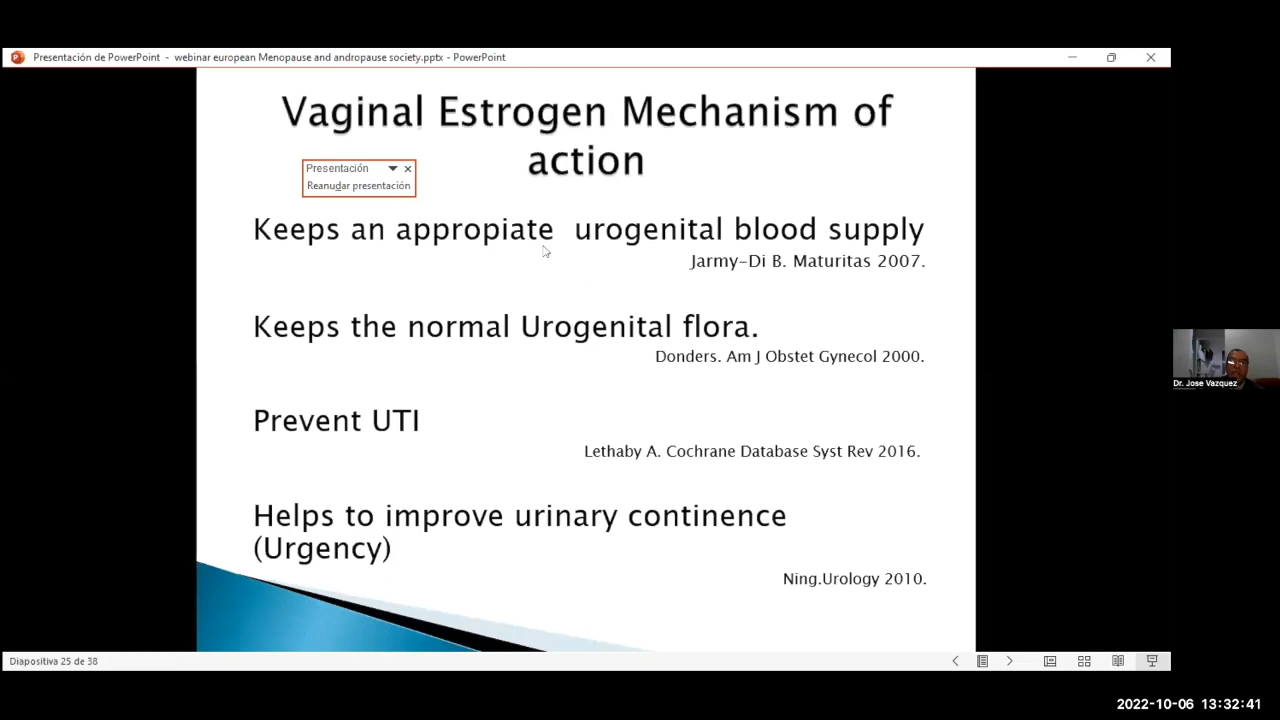 Presentación de PowerPoint - webinar european Menopause and andropause society.pptx - PowerPoint
Vaginal Estrogen Mechanism of
action
Presentación
Reanudar presentación
Keeps an appropiate urogenital blood supply
Jarmy-Di B. Maturitas 2007.
Keeps the normal Urogenital flora.
Donders. Am J Obstet Gynecol 2000.
Prevent UTI
Lethaby A. Cochrane Database Syst Rev 2016.
Helps to improve urinary continence
(Urgency)
Ning.Urology 2010.
Dr. Jose Vazquez
Diapositiva 25 de 38
2022-10-06 13:32:41